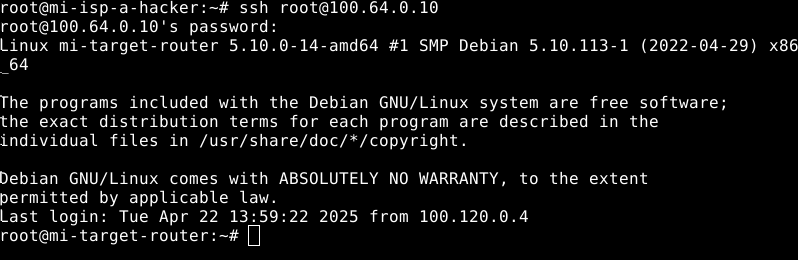 root@mi-isp-a-hacker:~# ssh root@100.64.0.10
root@100.64.0.10's password:
Linux mi-target-router 5.10.0-14-amd64 #1 SMP Debian 5.10.113-1 (2022-04-29) x86
_64

The programs included with the Debian GNU/Linux system are free software;
the exact distribution terms for each program are described in the
individual files in /usr/share/doc/*/copyright.

Debian GNU/Linux comes with ABSOLUTELY NO WARRANTY, to the extent
permitted by applicable law.
Last login: Tue Apr 22 13:59:22 2025 from 100.120.0.4
root@mi-target-router:~#